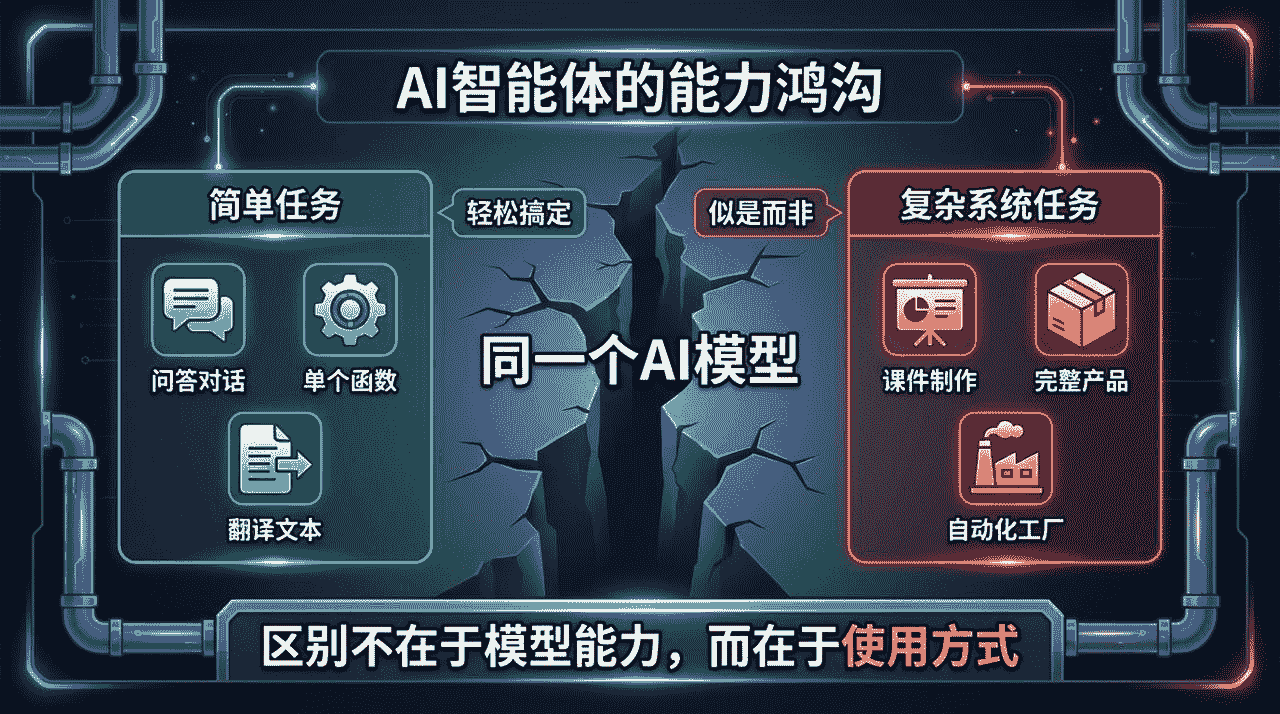 AI智能体的能力鸿沟
简单任务
轻松搞定
似是而非
复杂系统任务
问答对话
单个函数
翻译文本
同一个AI模型
课件制作
完整产品
自动化工厂
区别不在于模型能力，而在于使用方式